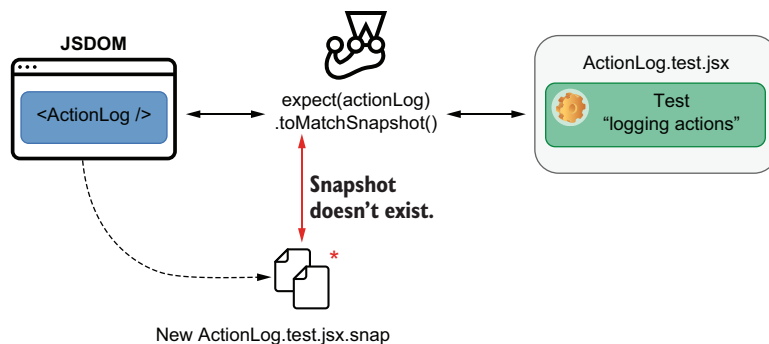 JSDOM
<ActionLog />
expect(actionLog)
.toMatchSnapshot()
ActionLog.test.jsx
Test
“logging actions”
Snapshot
doesn’t exist.
*
New ActionLog.test.jsx.snap